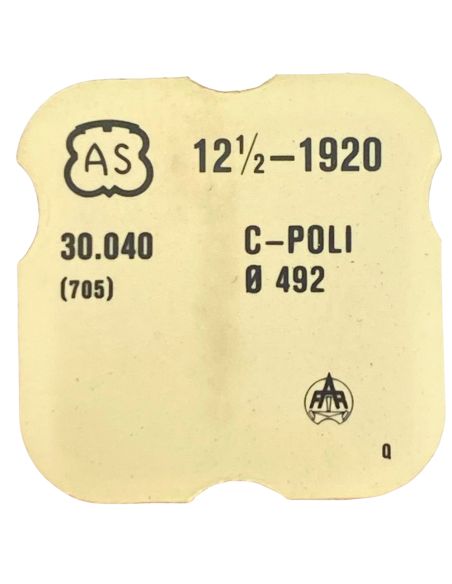 AS 12½–1920
30.040 C–POLI
(705) Ø 492
Q